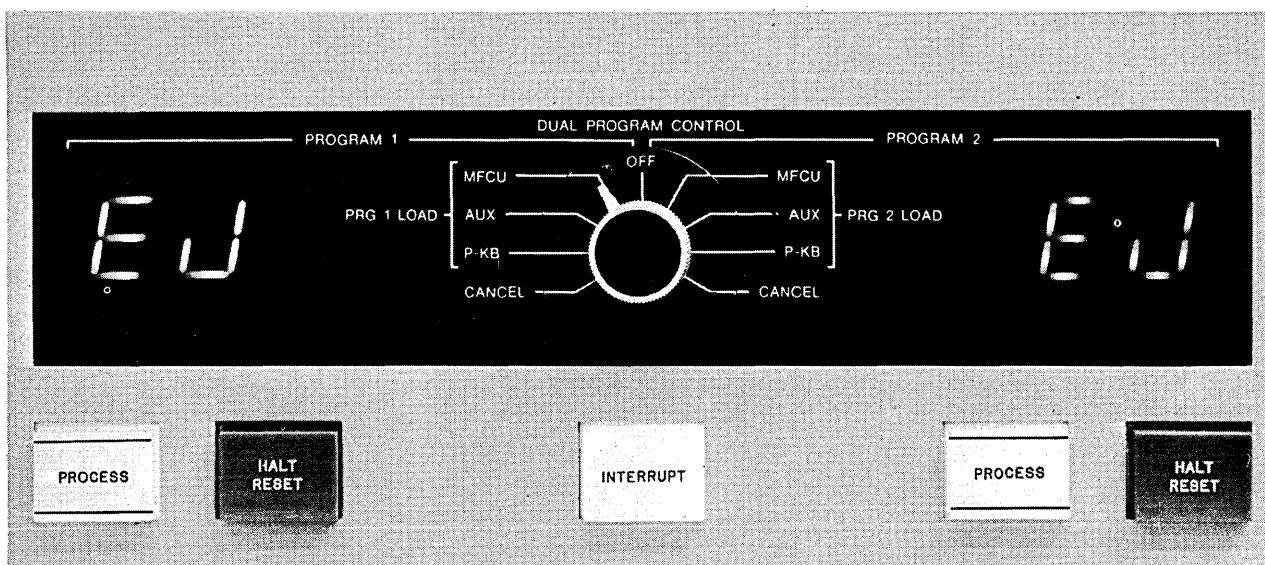 DUAL PROGRAM CONTROL
PROGRAM 1
PROGRAM 2
OFF
MFCU
MFCU
PRG 1 LOAD
AUX
AUX
PRG 2 LOAD
P-KB
P-KB
CANCEL
CANCEL
EJ
EJ
PROCESS
HALT
RESET
INTERRUPT
PROCESS
HALT
RESET